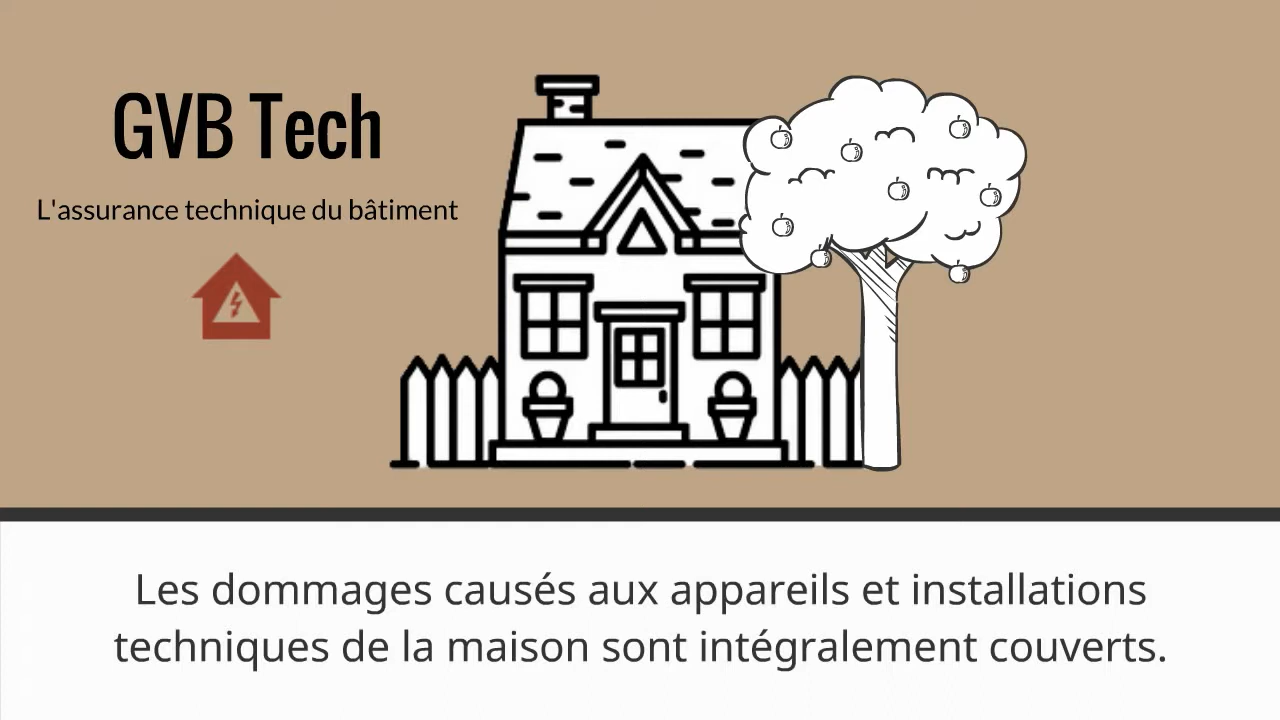 GVB Tech
L'assurance technique du bâtiment
Les dommages causés aux appareils et installations
techniques de la maison sont intégralement couverts.